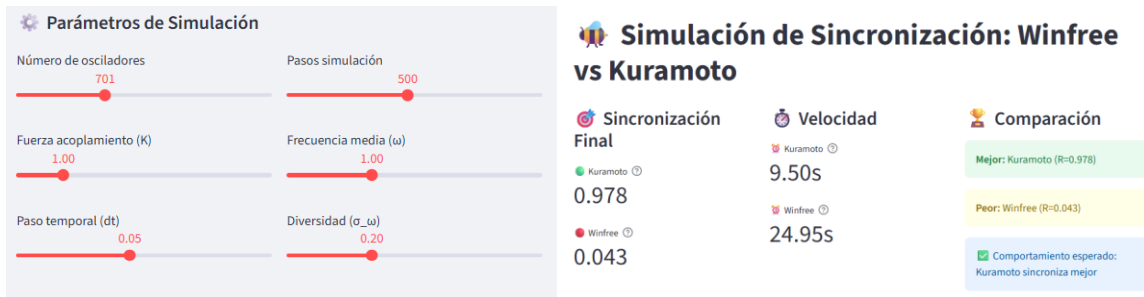 ⚙️ Parámetros de Simulación
Número de osciladores
701
Pasos simulación
500
Fuerza acoplamiento (K)
1.00
Frecuencia media (ω)
1.00
Paso temporal (dt)
0.05
Diversidad (σ_ω)
0.20
🐝 Simulación de Sincronización: Winfree
vs Kuramoto
🎯 Sincronización
Final
Kuramoto
0.978
Winfree
0.043
⏱️ Velocidad
Kuramoto
9.50s
Winfree
24.95s
🏆 Comparación
Mejor: Kuramoto (R=0.978)
Peor: Winfree (R=0.043)
✅ Comportamiento esperado:
Kuramoto sincroniza mejor